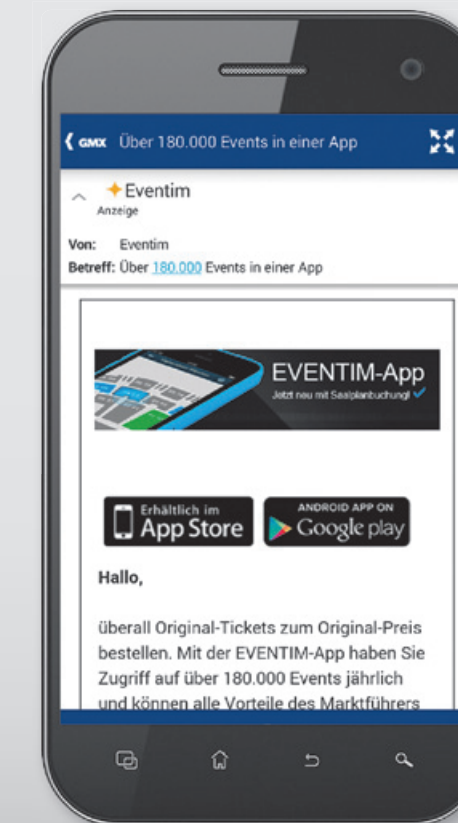 GMX Über 180.000 Events in einer App
Eventim
Anzeige
Von: Eventim
Betreff: Über 180.000 Events in einer App
EVENTIM-App
Jetzt neu mit Saalplanbuchung!
Erhältlich im
App Store
ANDROID APP ON
Google play
Hallo,
überall Original-Tickets zum Original-Preis
bestellen. Mit der EVENTIM-App haben Sie
Zugriff auf über 180.000 Events jährlich
und können alle Vorteile des Marktführers